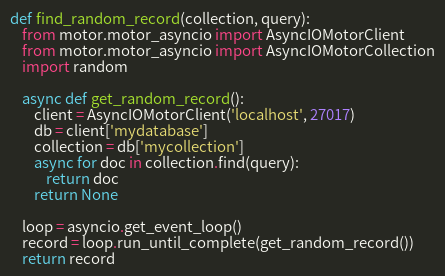 def find_random_record(collection, query):
from motor.motor_asyncio import AsyncIOMotorClient
from motor.motor_asyncio import AsyncIOMotorCollection
import random
async def get_random_record():
client = AsyncIOMotorClient('localhost', 27017)
db = client['mydatabase']
collection = db['mycollection']
async for doc in collection.find(query):
return doc
return None
loop = asyncio.get_event_loop()
record = loop.run_until_complete(get_random_record())
return record